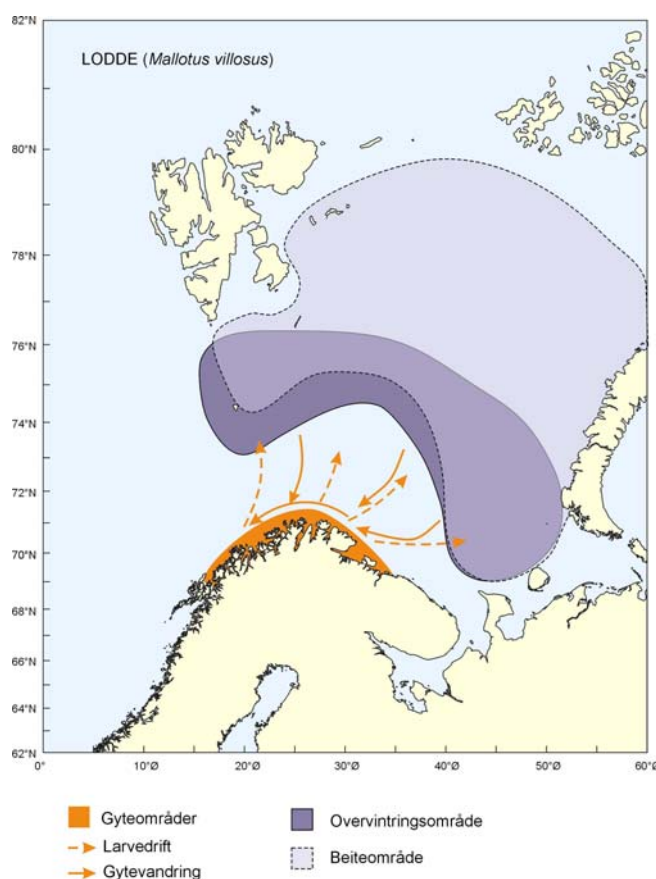 82°N
LODDE (Mallotus villosus)
80°N
78°N
76°N
74°N
72°N
70°N
68°N
66°N
64°N
62°N
0° 10°Ø 20°Ø 30°Ø 40°Ø 50°Ø 60°Ø
Gyteområder
Larvedrift
Gytevandring
Overvintringsområde
Beiteområde